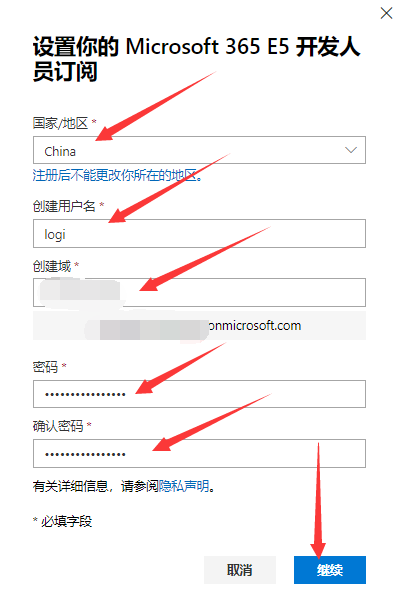 设置你的 Microsoft 365 E5 开发人
员订阅
国家/地区 *
China
注册后不能更改你所在的地区。
创建用户名 *
logi
创建域 *
onmicrosoft.com
密码 *
••••••••••••••••
确认密码 *
••••••••••••••••
有关详细信息，请参阅隐私声明。
* 必填字段
取消 继续